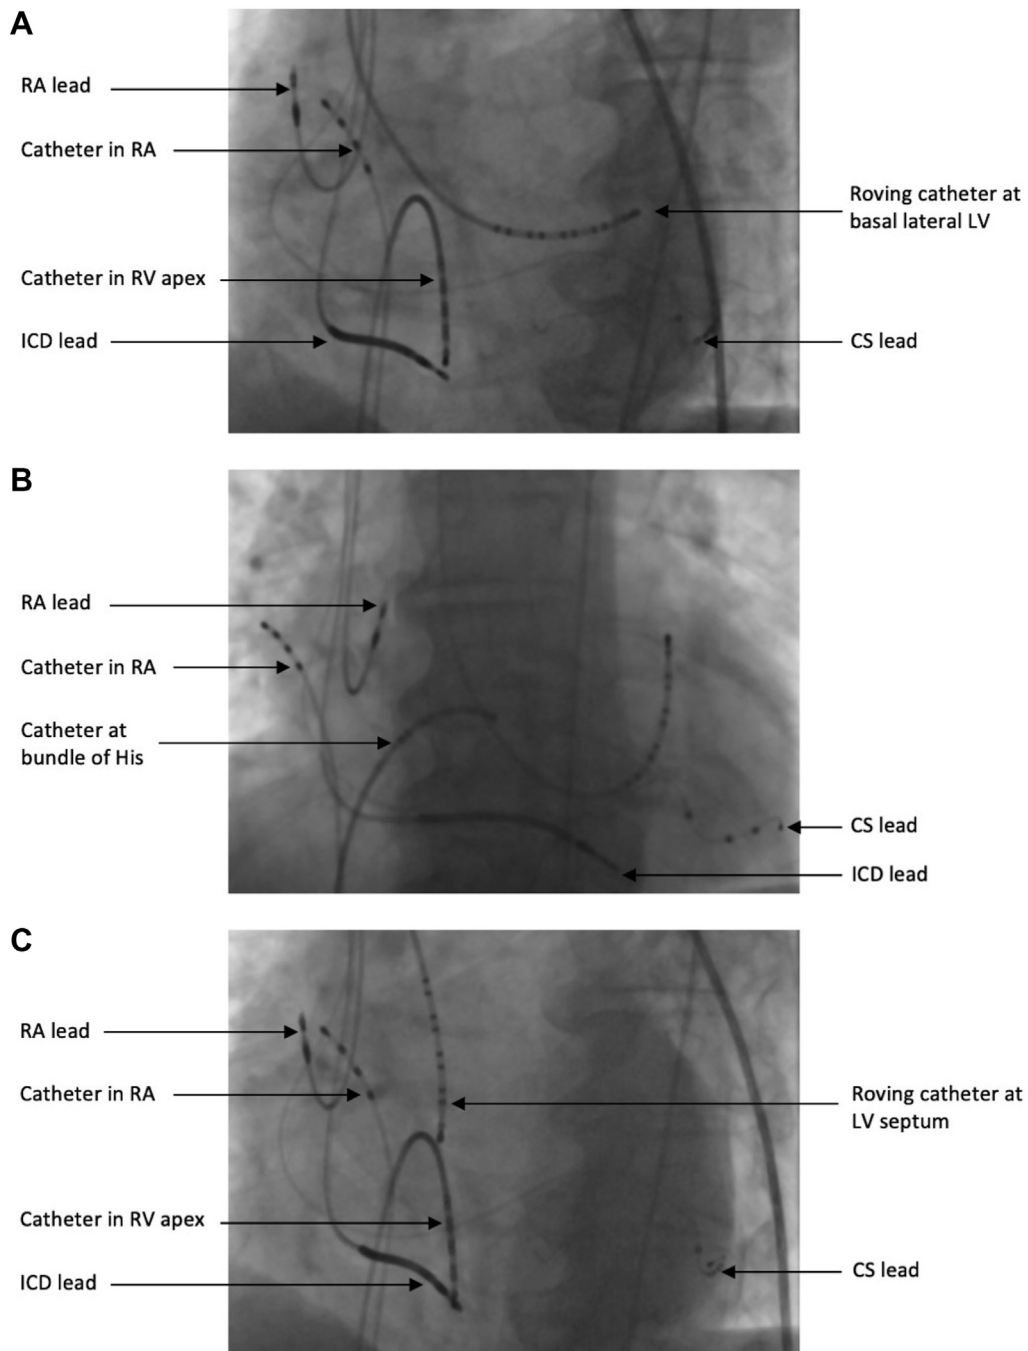 A
RA lead
Catheter in RA
Catheter in RV apex
ICD lead
Roving catheter at
basal lateral LV
CS lead
B
RA lead
Catheter in RA
Catheter at
bundle of His
CS lead
ICD lead
C
RA lead
Catheter in RA
Catheter in RV apex
ICD lead
Roving catheter at
LV septum
CS lead